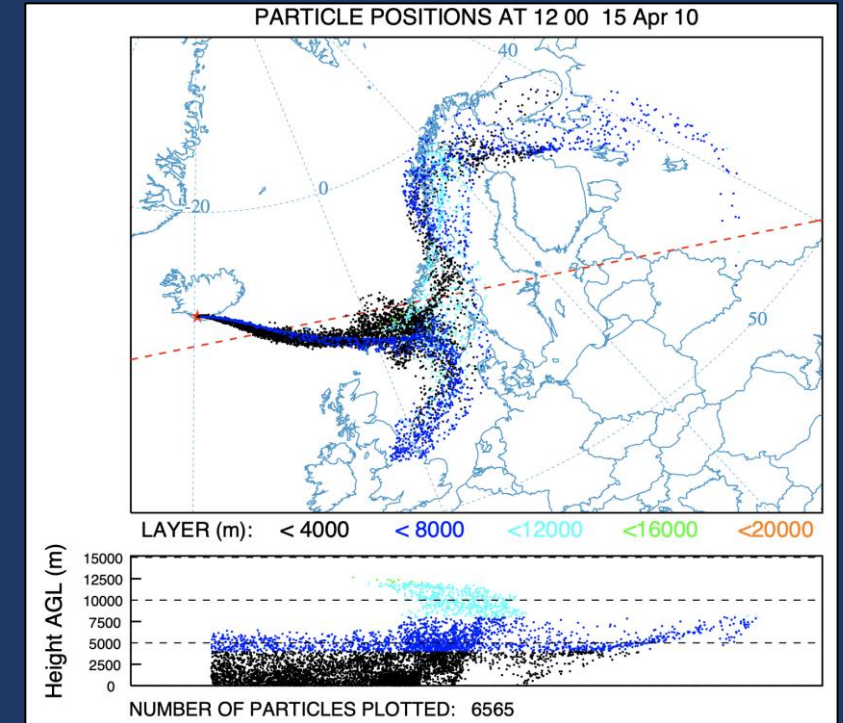 PARTICLE POSITIONS AT 12 00 15 Apr 10
40
0
-20
50
LAYER (m): < 4000 < 8000 <12000 <16000 <20000
Height AGL (m)
15000
12500
10000
7500
5000
2500
0
NUMBER OF PARTICLES PLOTTED: 6565